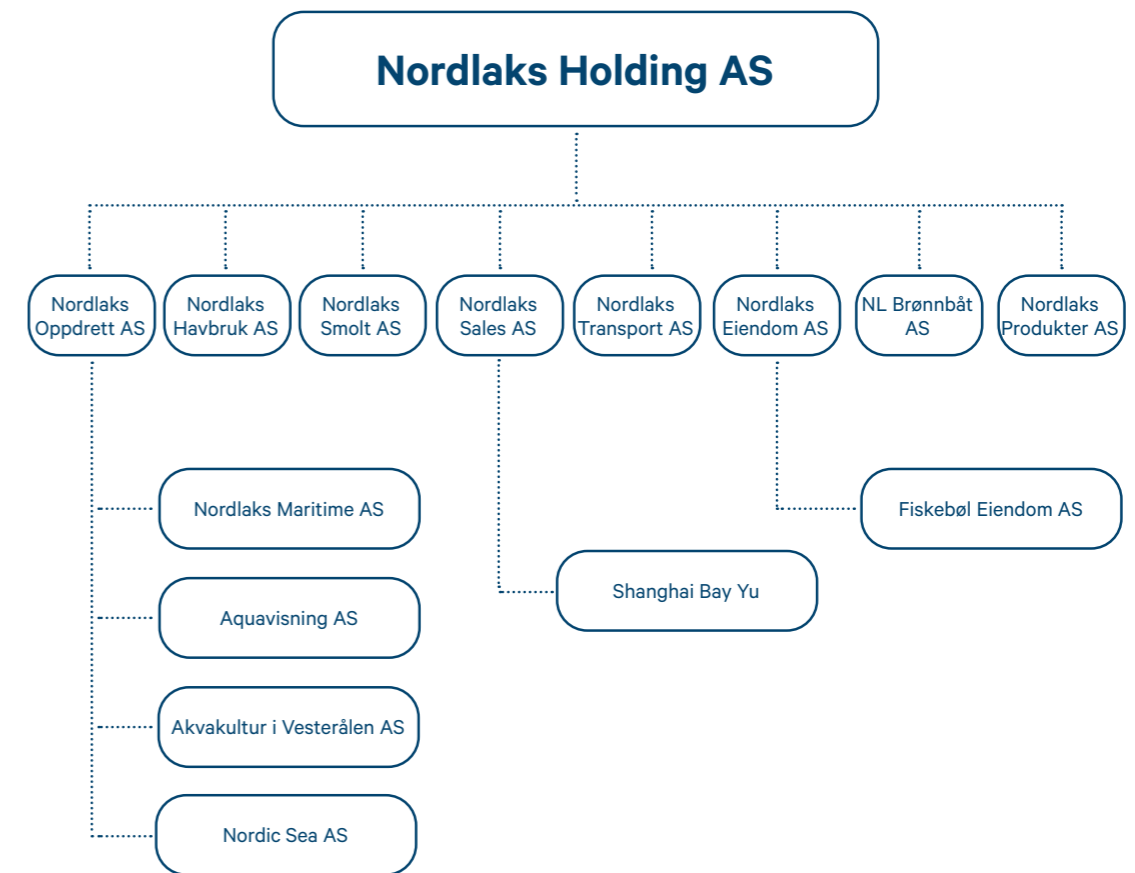 Nordlaks Holding AS
Nordlaks
Oppdrett AS
Nordlaks
Havbruk AS
Nordlaks
Smolt AS
Nordlaks
Sales AS
Nordlaks
Transport AS
Nordlaks
Eiendom AS
NL Brønnbåt
AS
Nordlaks
Produkter AS
Nordlaks Maritime AS
Fiskebøl Eiendom AS
Shanghai Bay Yu
Aquavisning AS
Akvakultur i Vesterålen AS
Nordic Sea AS